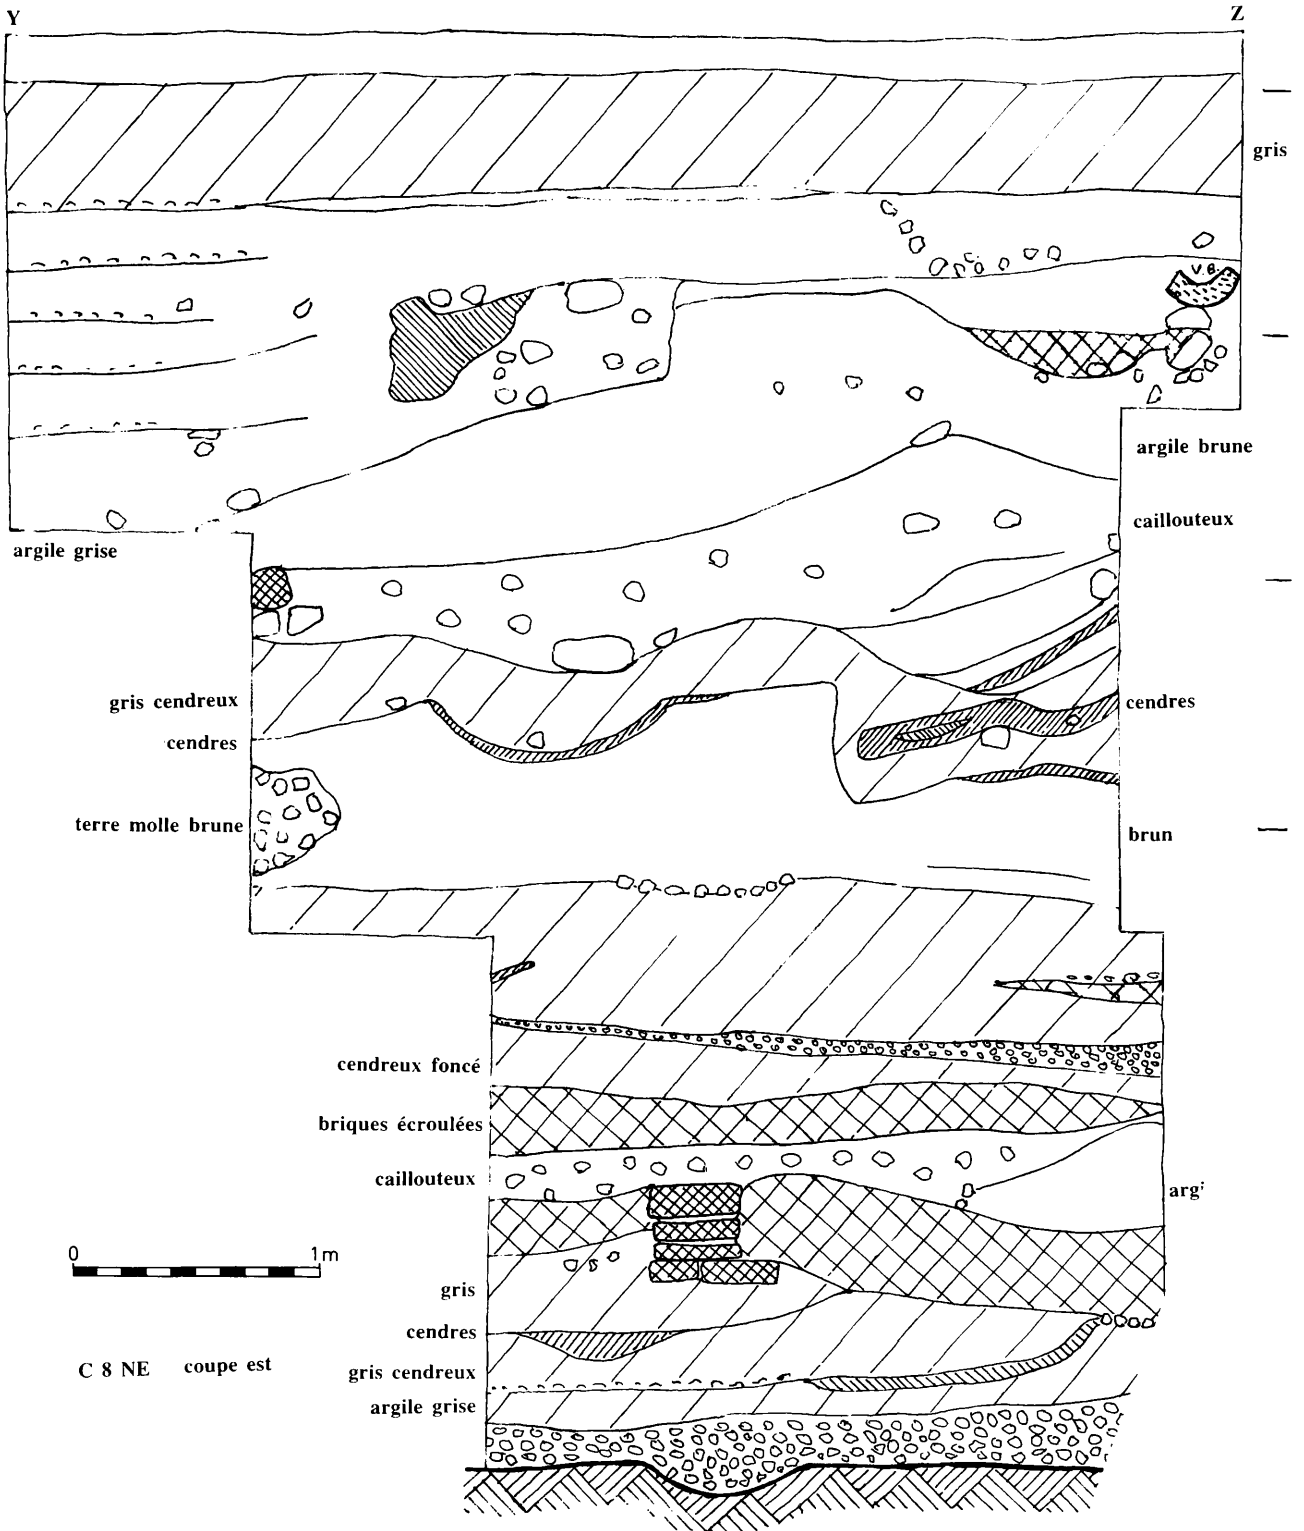 Y
Z
gris
V.B.
argile brune
cailouteux
argile grise
gris cendreux
cendres
cendres
terre molle brune
brun
cendreux foncé
briques écroulées
caillouteux
0 1m
gris
cendres
C 8 NE coupe est
gris cendreux
argile grise